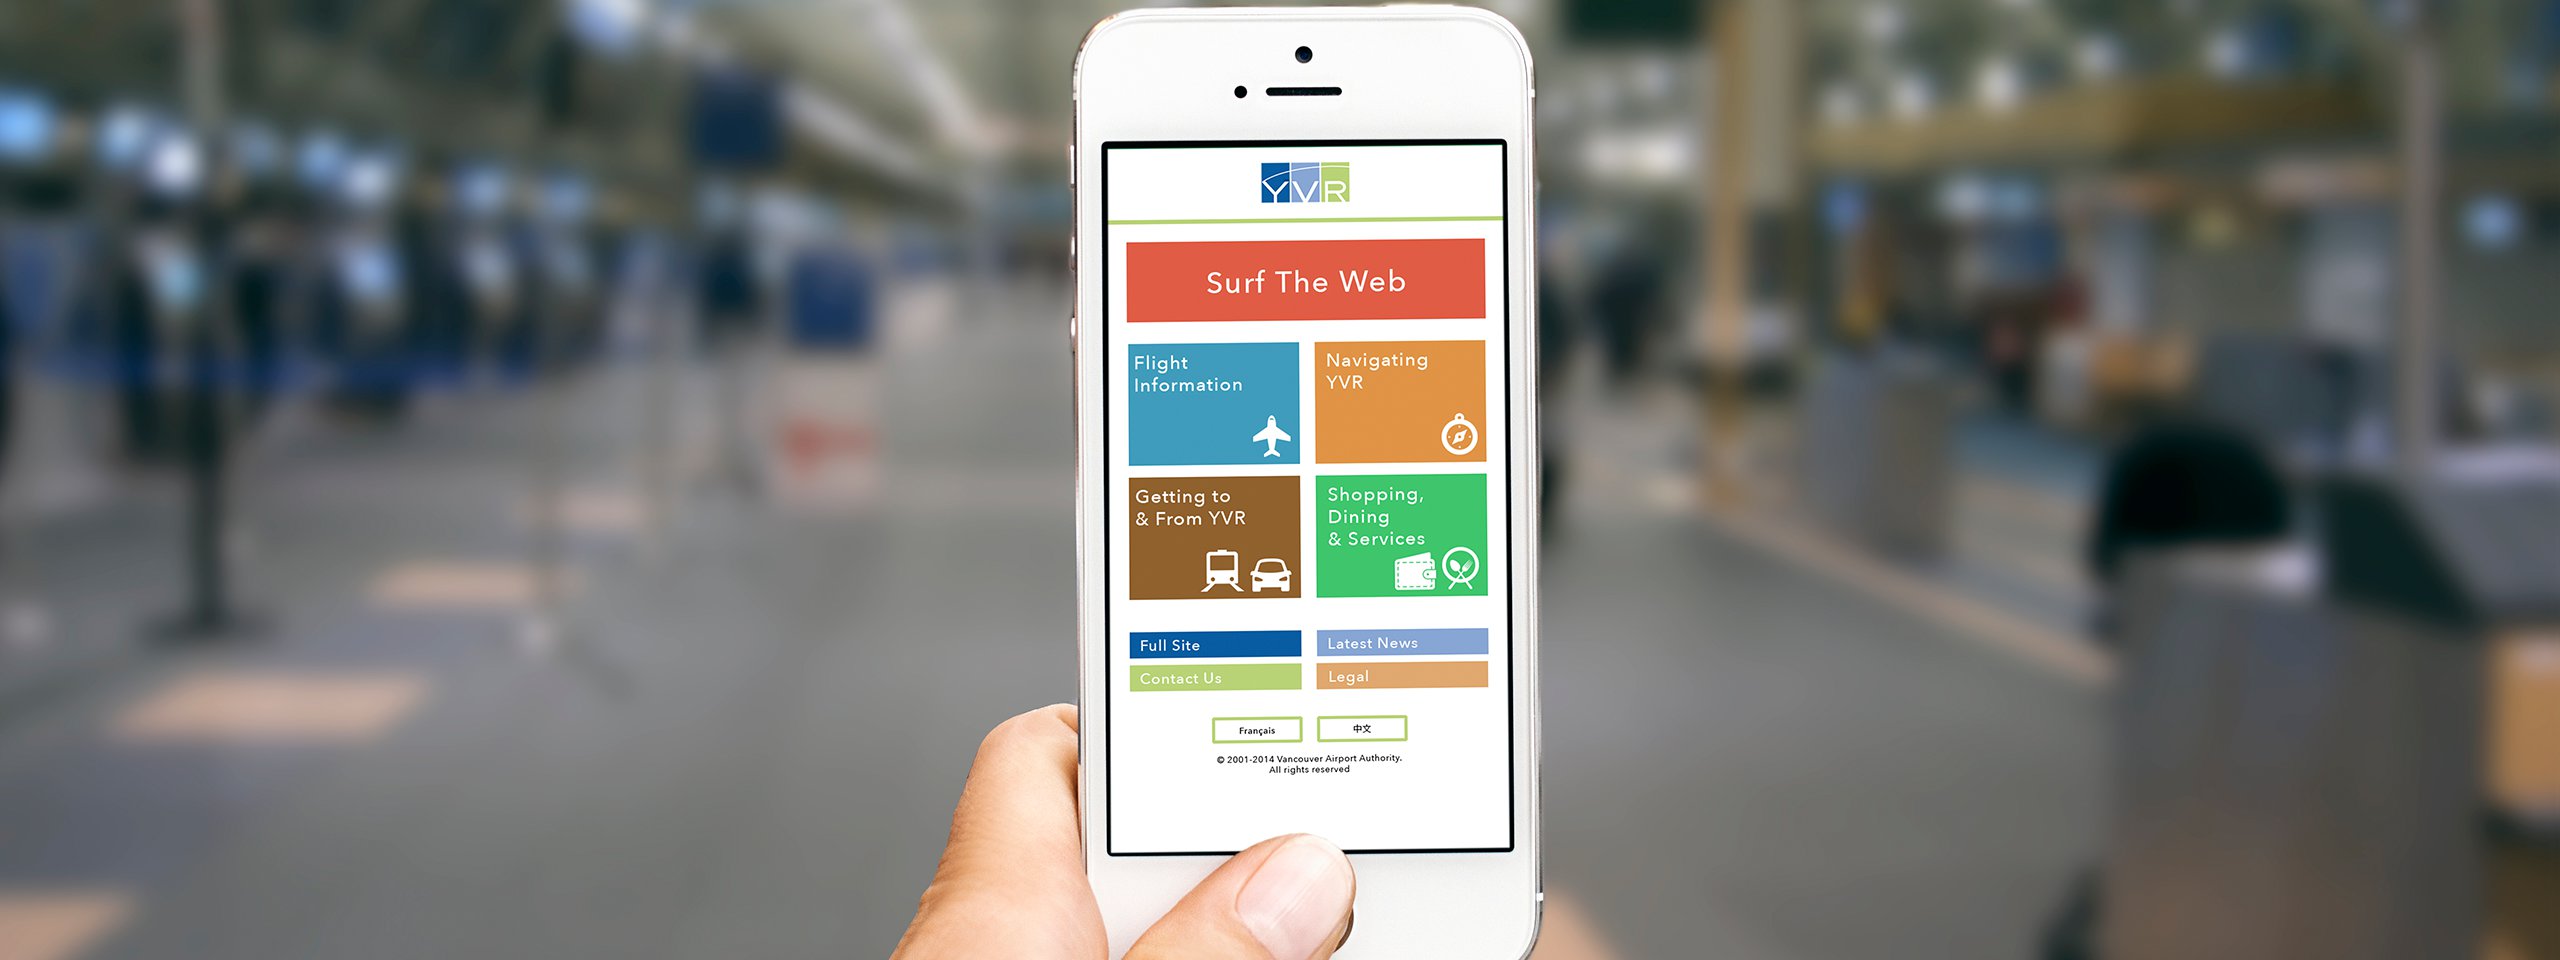 YVR
Surf The Web
Flight
Information
Navigating
YVR
Getting to
& From YVR
Shopping,
Dining
& Services
Full Site
Latest News
Contact Us
Legal
Français
中文
© 2001-2014 Vancouver Airport Authority.
All rights reserved